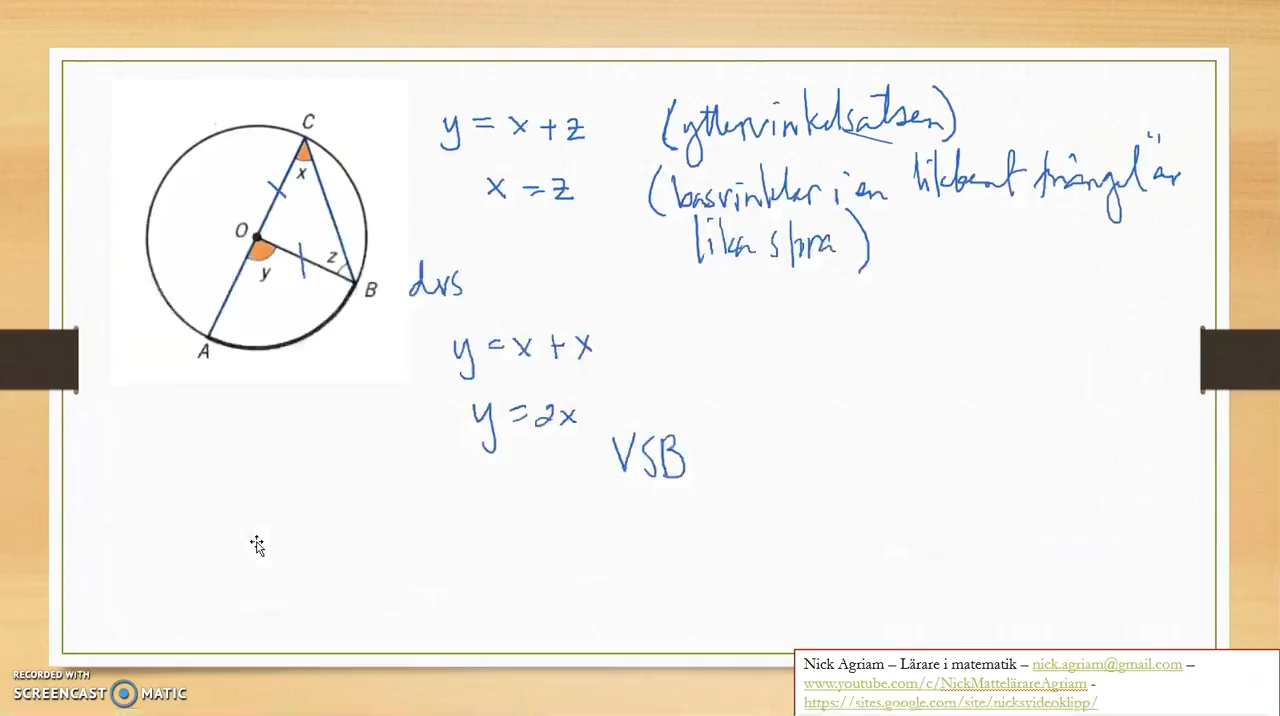 C
x
O
y
z
B
A
y = x + z (yttervinkelsatsen)
x = z (basvinklar i en likbent triangel är
lika stora)
dvs
y = x + x
y = 2x
VSB
RECORDED WITH
SCREENCAST MATIC
Nick Agriam – Lärare i matematik – nick.agriam@gmail.com –
www.youtube.com/c/NickMattelärareAgriam -
https://sites.google.com/site/nicksvideoklipp/